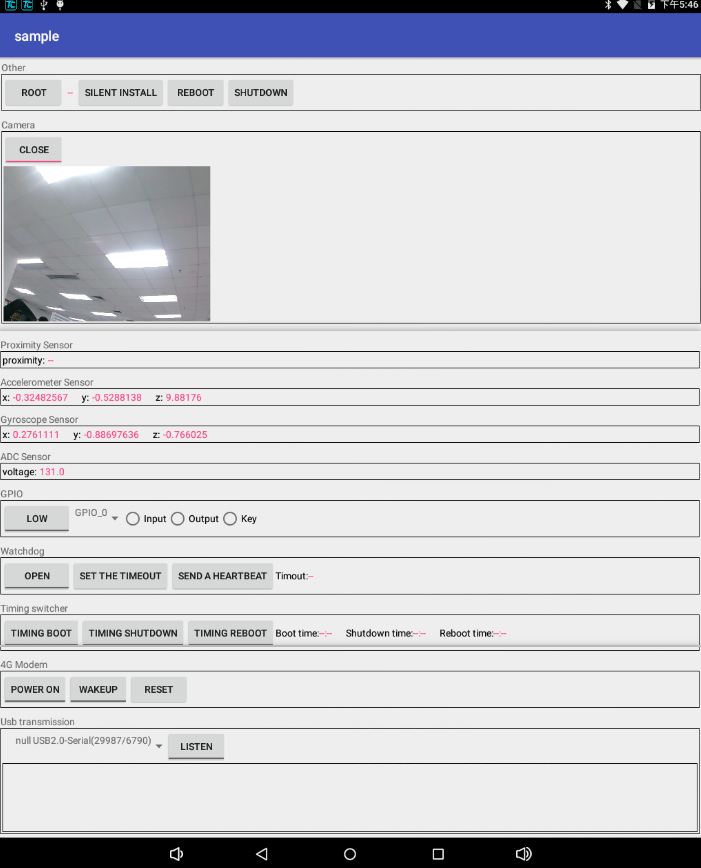 TC TC 下午5:46
sample
Other
ROOT -- SILENT INSTALL REBOOT SHUTDOWN
Camera
CLOSE
Proximity Sensor
proximity: --
Accelerometer Sensor
x: -0.32482567 y: -0.5288138 z: 9.88176
Gyroscope Sensor
x: 0.2761111 y: -0.88697636 z: -0.766025
ADC Sensor
voltage: 131.0
GPIO
LOW GPIO_0 Input Output Key
Watchdog
OPEN SET THE TIMEOUT SEND A HEARTBEAT Timout:--
Timing switcher
TIMING BOOT TIMING SHUTDOWN TIMING REBOOT Boot time:--:-- Shutdown time:--:-- Reboot time:--:--
4G Modem
POWER ON WAKEUP RESET
Usb transmission
null USB2.0-Serial(29987/6790) LISTEN